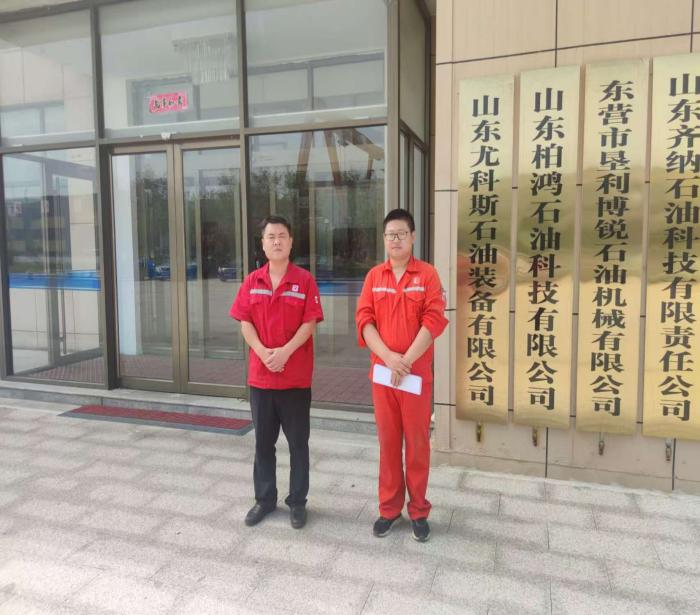 山东尤科斯石油装备有限公司
山东柏鸿石油科技有限公司
东营市垦利博锐石油机械有限公司
山东齐纳石油科技有限责任公司